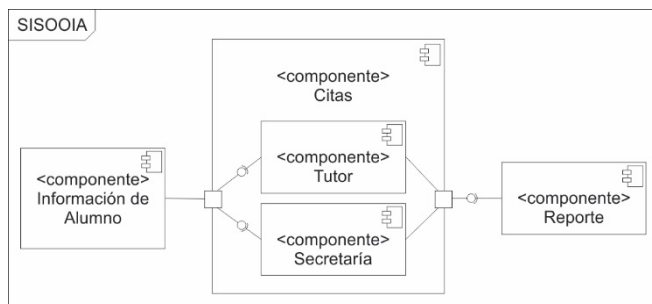 SISOOIA
<componente>
Citas
<componente>
Información de
Alumno
<componente>
Tutor
<componente>
Secretaría
<componente>
Reporte